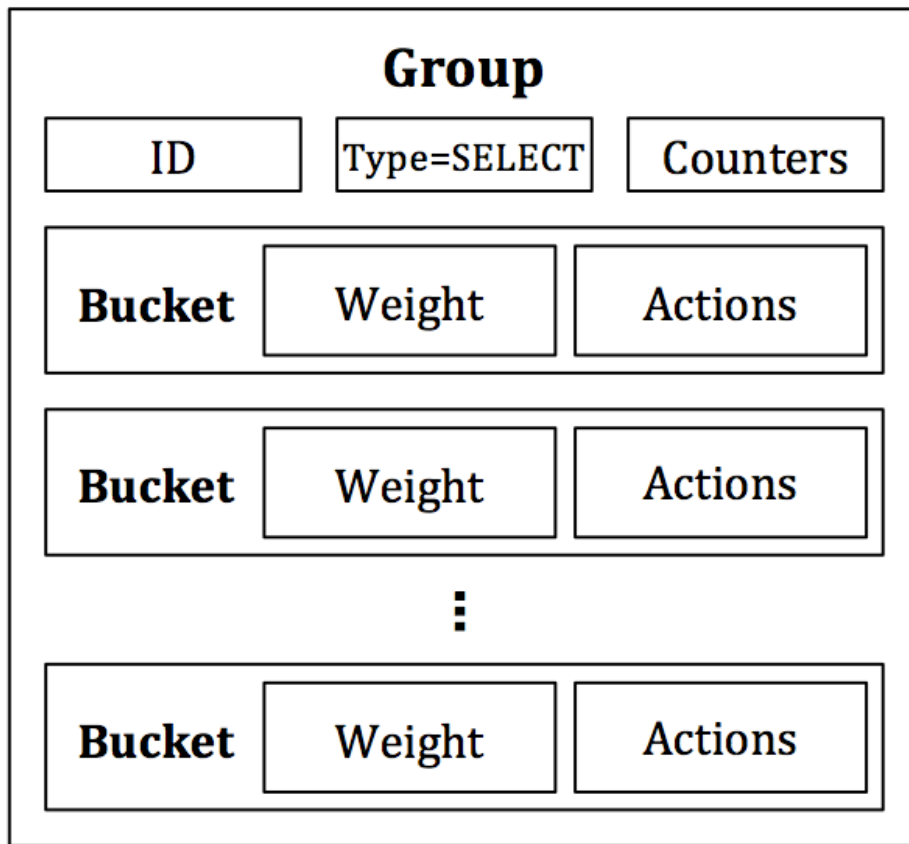 Group
ID Type=SELECT Counters
Bucket Weight Actions
Bucket Weight Actions
⋮
Bucket Weight Actions